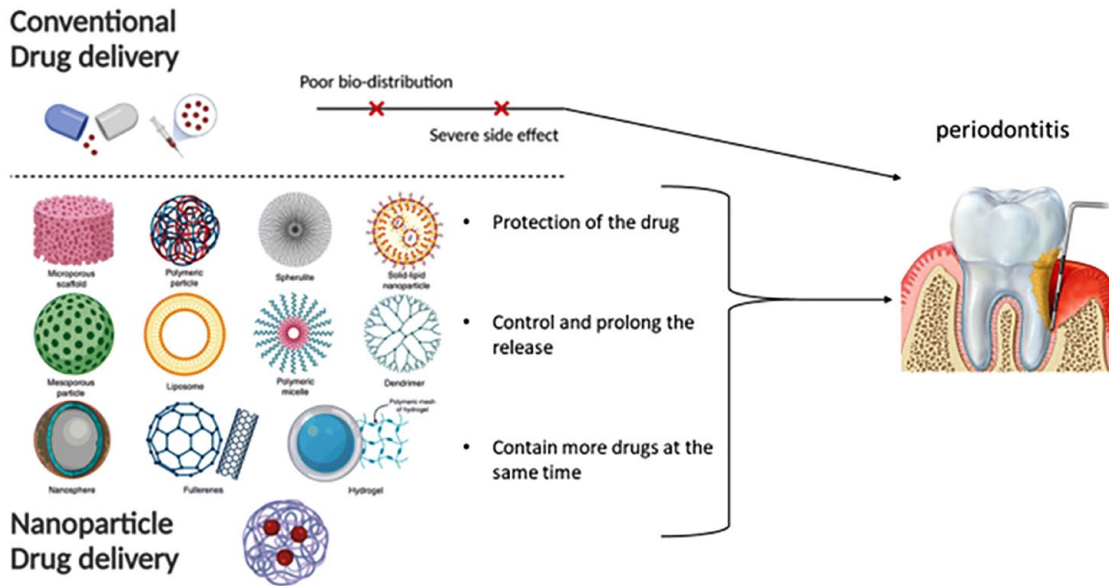 Conventional
Drug delivery
Poor bio-distribution
Severe side effect
periodontitis
Microporous
scaffold
Polymeric
particle
Spherulite
Solid-lipid
nanoparticle
• Protection of the drug
Mesoporous
particle
Liposome
Polymeric
micelle
Dendrimer
• Control and prolong the
release
Polymeric mesh
of hydrogel
Nanosphere
Fullerenes
Hydrogel
• Contain more drugs at the
same time
Nanoparticle
Drug delivery